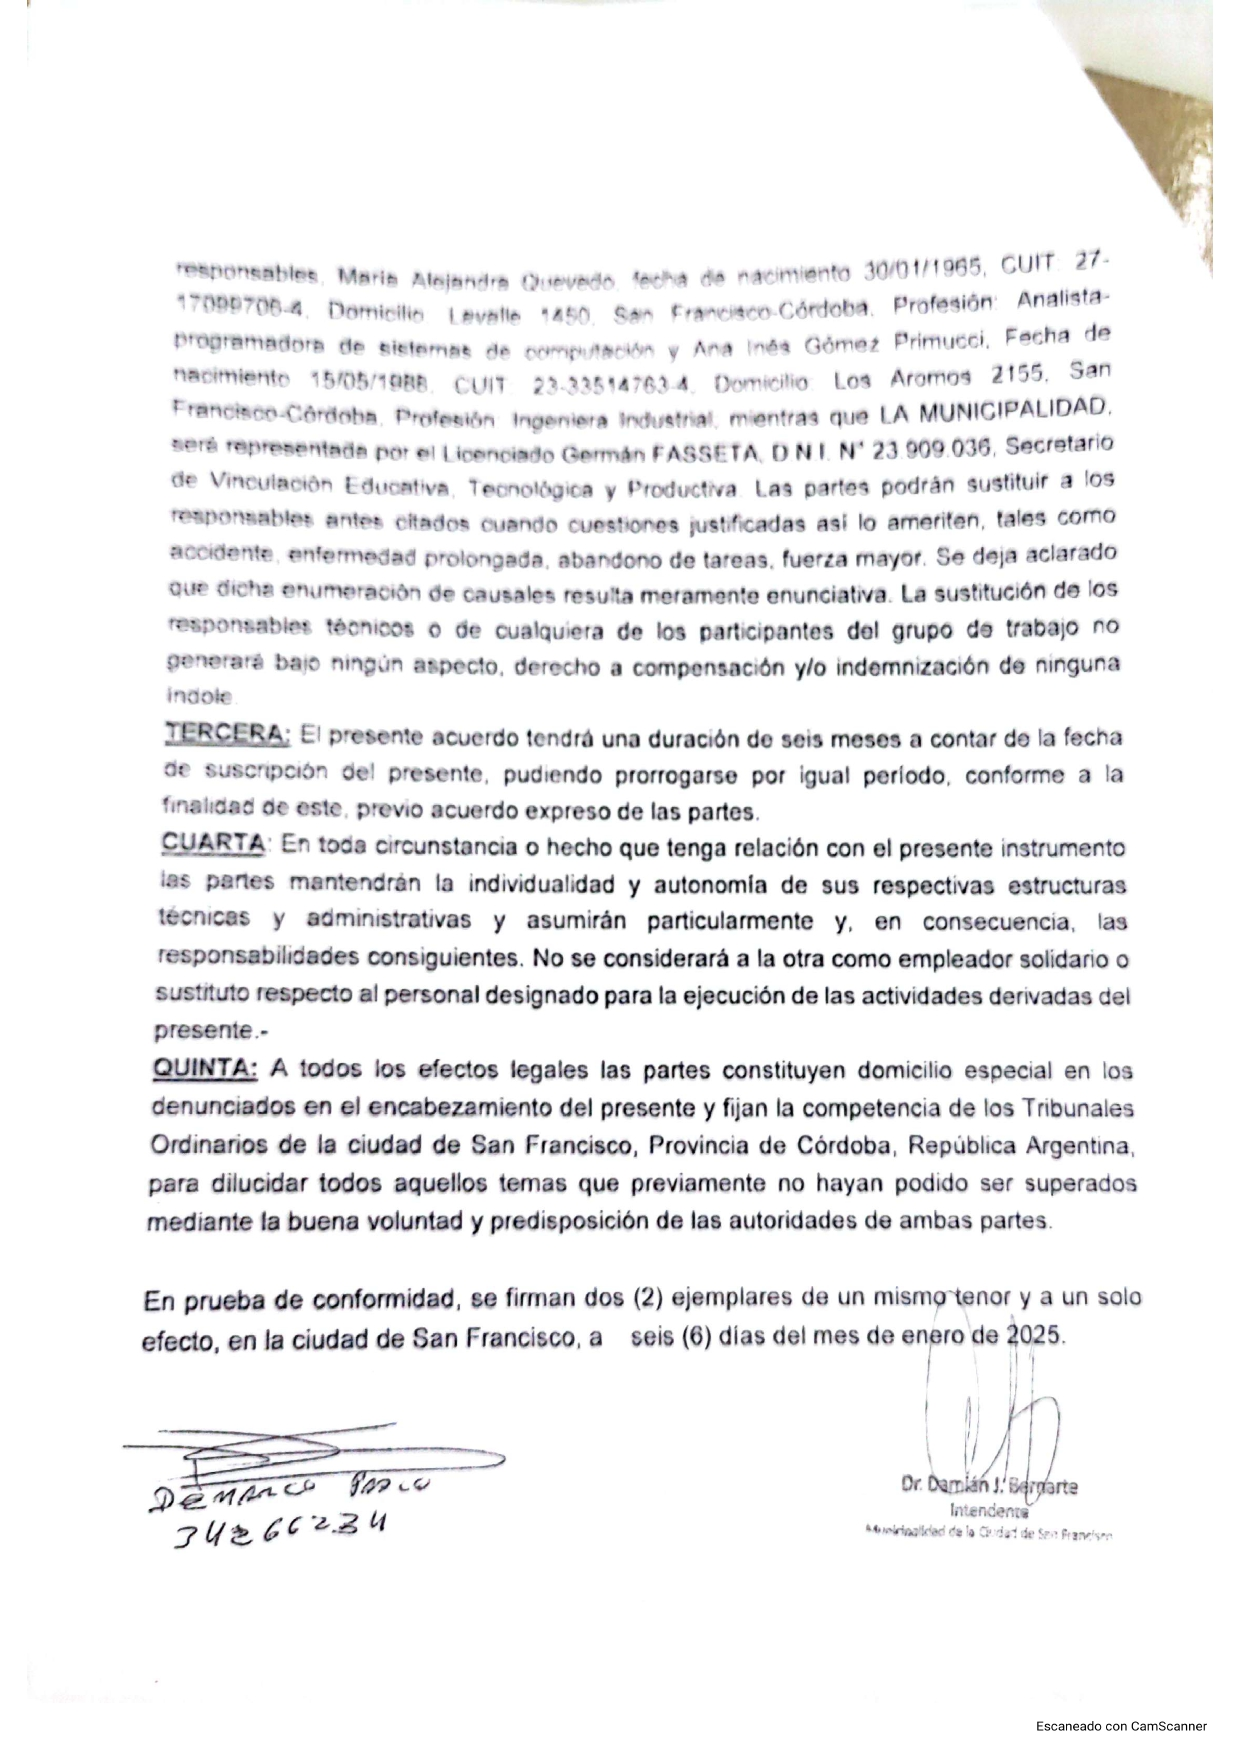 responsables, Maria Alejandra Quevedo, fecha de nacimiento 30/01/1965, CUIT: 27-
17099706-4, Domicilio Lavalle 1450, San Francisco-Córdoba, Profesión: Analista-
programadora de sistemas de computación y Ana Inés Gómez Primucci, Fecha de
nacimiento 15/05/1988, CUIT 23-33514763-4, Domicilio: Los Aromos 2155, San
Francisco-Córdoba, Profesión Ingeniera Industrial, mientras que LA MUNICIPALIDAD,
será representada por el Licenciado Germán FASSETA, D.N.I. N° 23.909.036, Secretario
de Vinculación Educativa, Tecnológica y Productiva. Las partes podrán sustituir a los
responsables antes citados cuando cuestiones justificadas así lo ameriten, tales como
accidente, enfermedad prolongada, abandono de tareas, fuerza mayor. Se deja aclarado
que dicha enumeración de causales resulta meramente enunciativa. La sustitución de los
responsables técnicos o de cualquiera de los participantes del grupo de trabajo no
generará bajo ningún aspecto, derecho a compensación y/o indemnización de ninguna
índole.
TERCERA: El presente acuerdo tendrá una duración de seis meses a contar de la fecha
de suscripción del presente, pudiendo prorrogarse por igual período, conforme a la
finalidad de este, previo acuerdo expreso de las partes.
CUARTA: En toda circunstancia o hecho que tenga relación con el presente instrumento
las partes mantendrán la individualidad y autonomía de sus respectivas estructuras
técnicas y administrativas y asumirán particularmente y, en consecuencia, las
responsabilidades consiguientes. No se considerará a la otra como empleador solidario o
sustituto respecto al personal designado para la ejecución de las actividades derivadas del
presente.-
QUINTA: A todos los efectos legales las partes constituyen domicilio especial en los
denunciados en el encabezamiento del presente y fijan la competencia de los Tribunales
Ordinarios de la ciudad de San Francisco, Provincia de Córdoba, República Argentina,
para dilucidar todos aquellos temas que previamente no hayan podido ser superados
mediante la buena voluntad y predisposición de las autoridades de ambas partes.
En prueba de conformidad, se firman dos (2) ejemplares de un mismo tenor y a un solo
efecto, en la ciudad de San Francisco, a seis (6) días del mes de enero de 2025.
DEMARCO PAOLO
34266234
Dr. Damián J. Bernarte
Intendente
Municipalidad de la Ciudad de San Francisco
Escaneado con CamScanner